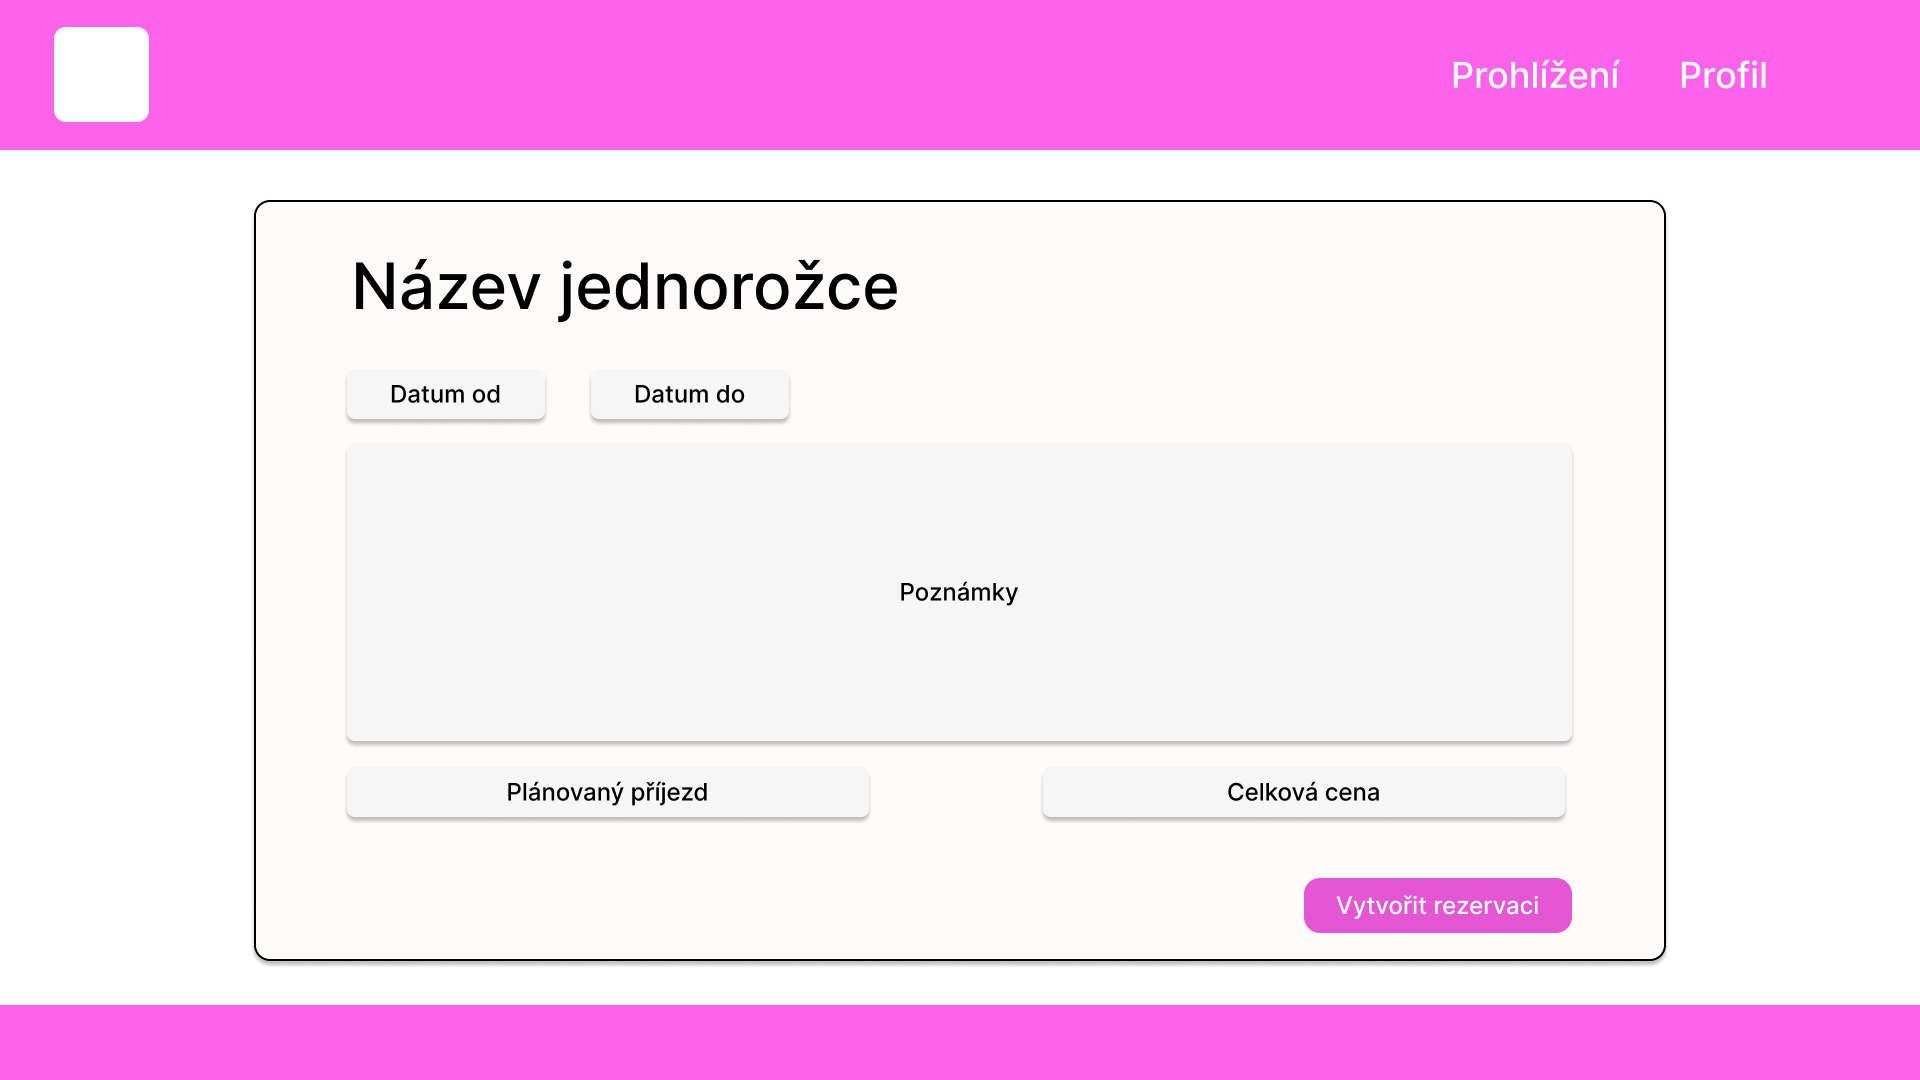 Prohlížení Profil
Název jednorožce
Datum od Datum do
Poznámky
Plánovaný příjezd Celková cena
Vytvořit rezervaci